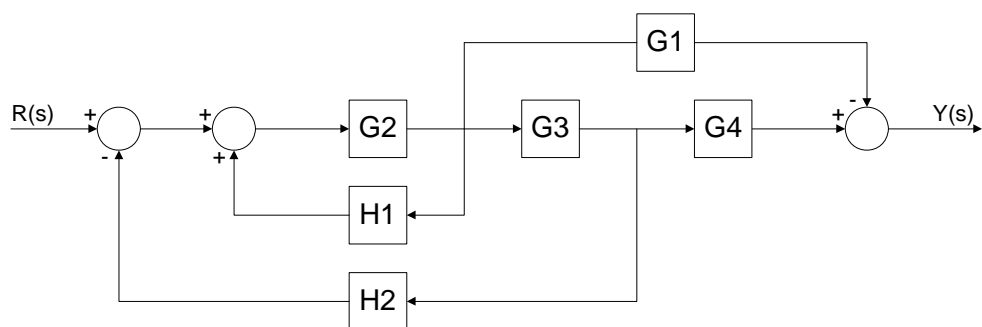 G1
R(s)
+
+
-
+
Y(s)
G2
G3
G4
-
+
H1
H2